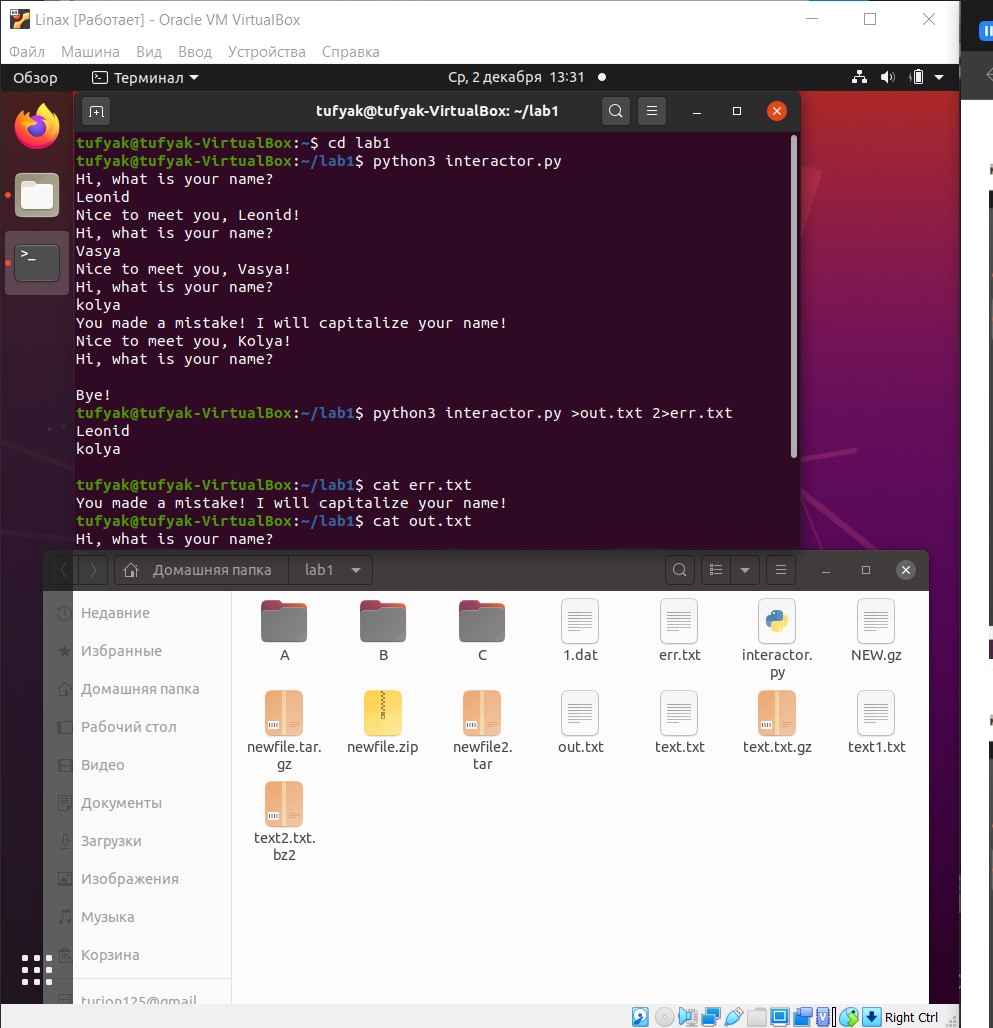 Linax [Работает] - Oracle VM VirtualBox
Файл Машина Вид Ввод Устройства Справка
Обзор Терминал Ср, 2 декабря 13:31
tufyak@tufyak-VirtualBox: ~/lab1
tufyak@tufyak-VirtualBox:~$ cd lab1
tufyak@tufyak-VirtualBox:~/lab1$ python3 interactor.py
Hi, what is your name?
Leonid
Nice to meet you, Leonid!
Hi, what is your name?
Vasya
Nice to meet you, Vasya!
Hi, what is your name?
kolya
You made a mistake! I will capitalize your name!
Nice to meet you, Kolya!
Hi, what is your name?
Bye!
tufyak@tufyak-VirtualBox:~/lab1$ python3 interactor.py >out.txt 2>err.txt
Leonid
kolya
tufyak@tufyak-VirtualBox:~/lab1$ cat err.txt
You made a mistake! I will capitalize your name!
tufyak@tufyak-VirtualBox:~/lab1$ cat out.txt
Hi, what is your name?
Домашняя папка lab1
Недавние
Избранные
Домашняя папка
Рабочий стол
Видео
Документы
Загрузки
Изображения
Музыка
Корзина
turion125@gmail
A B C 1.dat err.txt interactor. NEW.gz
py
newfile.tar. newfile.zip newfile2. out.txt text.txt text.txt.gz text1.txt
gz tar
text2.txt.
bz2
Right Ctrl